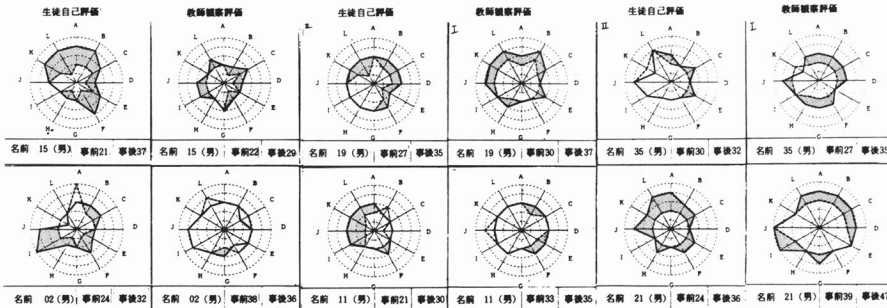 生徒自己評価 教師観察評価 II 生徒自己評価 I 教師観察評価 II 生徒自己評価 I 教師観察評価
A B C D E F G H I J K L
A B C D E F G H I J K L
A B C D E F G H I J K L
A B C D E F G H I J K L
A B C D E F G H I J K L
A B C D E F G H I J K L
名前 15 (男) 事前21 事後37
名前 15 (男) 事前22 事後29
名前 19 (男) 事前27 事後35
名前 19 (男) 事前30 事後37
名前 35 (男) 事前30 事後32
名前 35 (男) 事前27 事後35
A B C D E F G H I J K L
A B C D E F G H I J K L
A B C D E F G H I J K L
A B C D E F G H I J K L
A B C D E F G H I J K L
A B C D E F G H I J K L
名前 02 (男) 事前24 事後32
名前 02 (男) 事前38 事後36
名前 11 (男) 事前21 事後30
名前 11 (男) 事前33 事後35
名前 21 (男) 事前24 事後36
名前 21 (男) 事前39 事後47